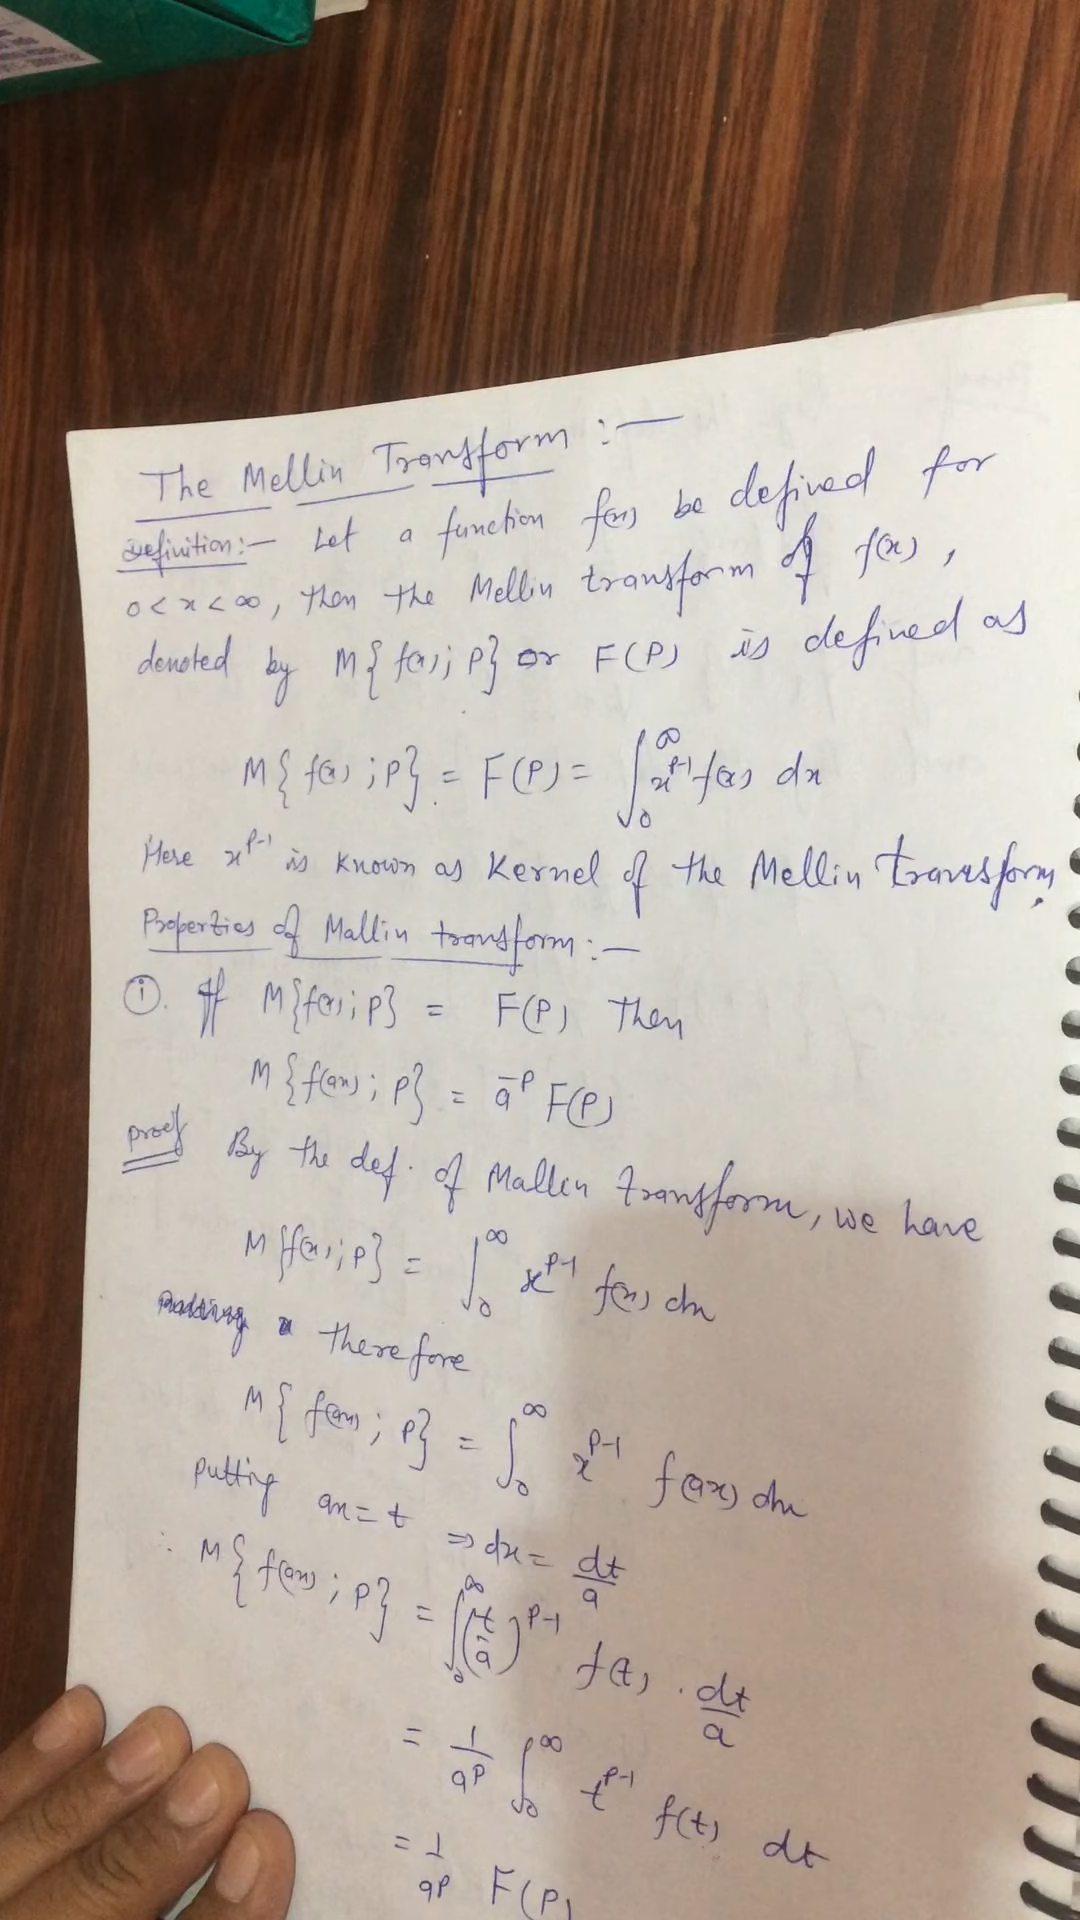 The Mellin Transform :—
Definition:— Let a function f(x) be defined for
0 < x < ∞, then the Mellin transform of f(x),
denoted by M{f(x); P} or F(P) is defined as
M{f(x); P} = F(P) = ∫₀^∞ x^{P-1} f(x) dx
Here x^{P-1} is known as Kernel of the Mellin transform.
Properties of Mallin transform:—
(i). If M{f(x); P} = F(P) Then
M{f(ax); P} = a^{-P} F(P)
proof By the def. of Mallin transform, we have
M{f(x); P} = ∫₀^∞ x^{P-1} f(x) dx
therefore
M{f(ax); P} = ∫₀^∞ x^{P-1} f(ax) dx
putting ax = t ⇒ dx = dt/a
∴ M{f(ax); P} = ∫₀^∞ (t/a)^{P-1} f(t) . dt/a
= 1/a^P ∫₀^∞ t^{P-1} f(t) dt
= 1/a^P F(P)